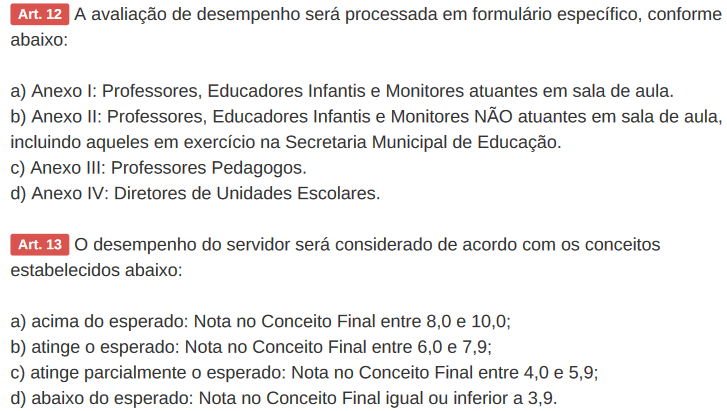 Art. 12 A avaliação de desempenho será processada em formulário específico, conforme
abaixo:
a) Anexo I: Professores, Educadores Infantis e Monitores atuantes em sala de aula.
b) Anexo II: Professores, Educadores Infantis e Monitores NÃO atuantes em sala de aula,
incluindo aqueles em exercício na Secretaria Municipal de Educação.
c) Anexo III: Professores Pedagogos.
d) Anexo IV: Diretores de Unidades Escolares.
Art. 13 O desempenho do servidor será considerado de acordo com os conceitos
estabelecidos abaixo:
a) acima do esperado: Nota no Conceito Final entre 8,0 e 10,0;
b) atinge o esperado: Nota no Conceito Final entre 6,0 e 7,9;
c) atinge parcialmente o esperado: Nota no Conceito Final entre 4,0 e 5,9;
d) abaixo do esperado: Nota no Conceito Final igual ou inferior a 3,9.